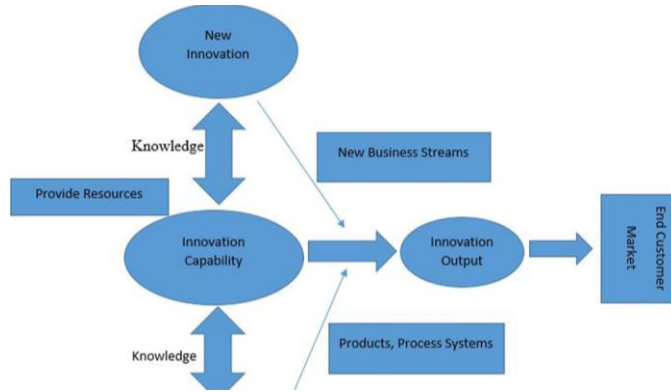 New
Innovation
Knowledge
New Business Streams
Provide Resources
Innovation
Capability
Innovation
Output
End Customer
Market
Knowledge
Products, Process Systems